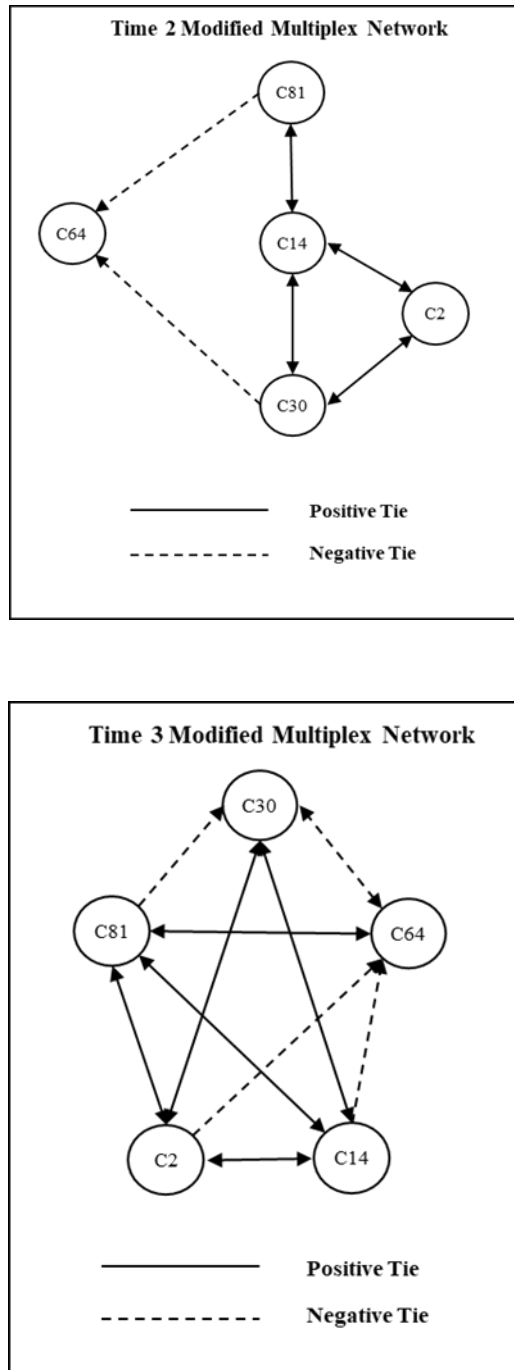 Time 2 Modified Multiplex Network
C81
C64
C14
C2
C30
Positive Tie
Negative Tie
Time 3 Modified Multiplex Network
C30
C81
C64
C2
C14
Positive Tie
Negative Tie